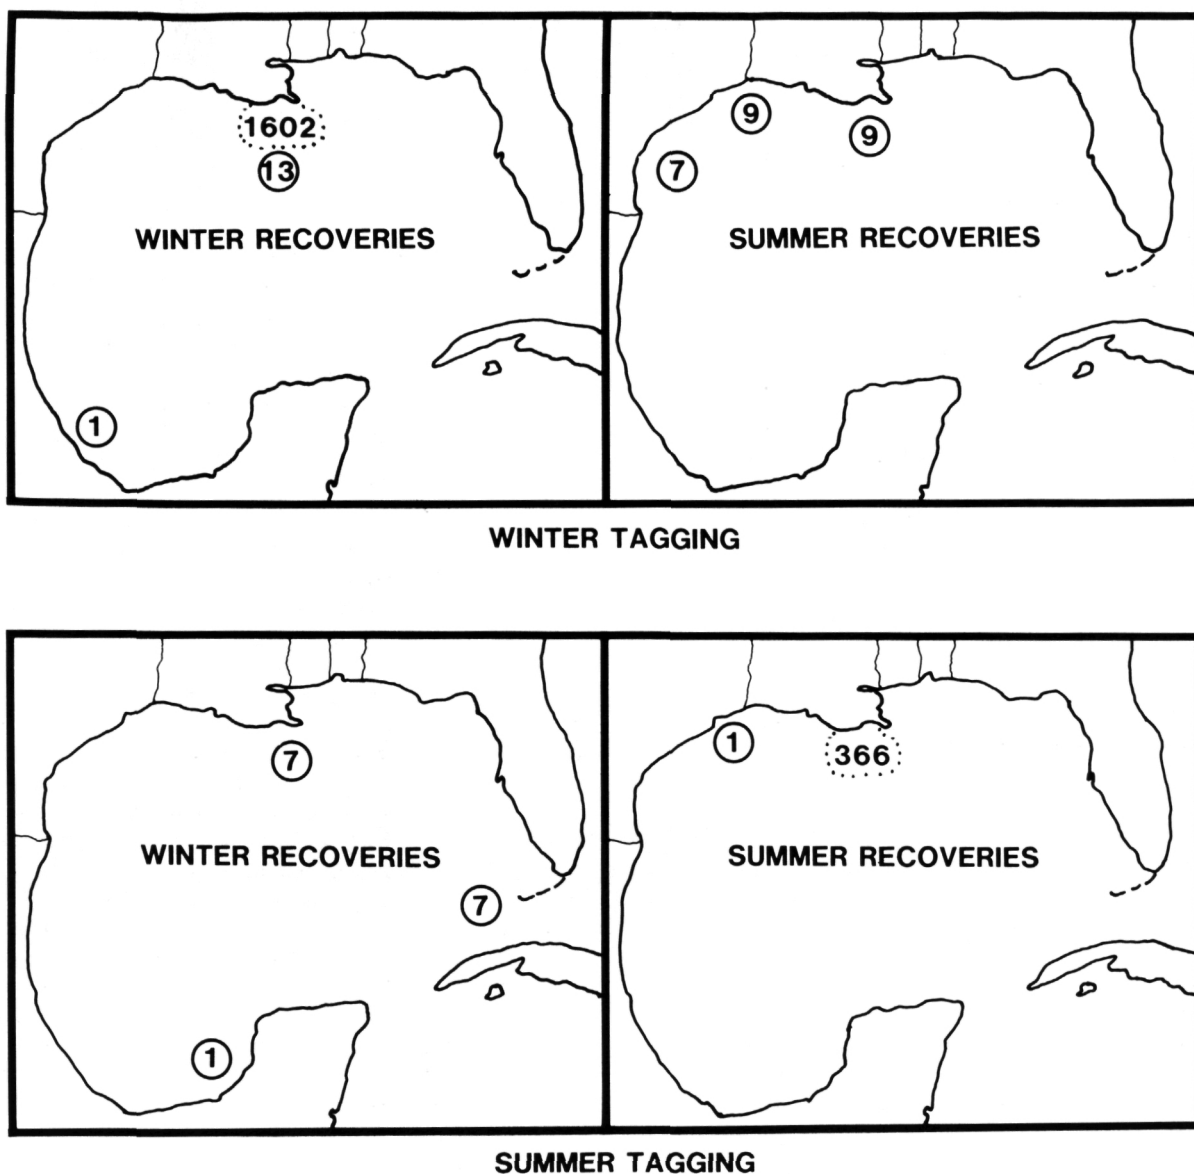 1602
13
WINTER RECOVERIES
1
9
9
7
SUMMER RECOVERIES
WINTER TAGGING
7
WINTER RECOVERIES
7
1
1
366
SUMMER RECOVERIES
SUMMER TAGGING